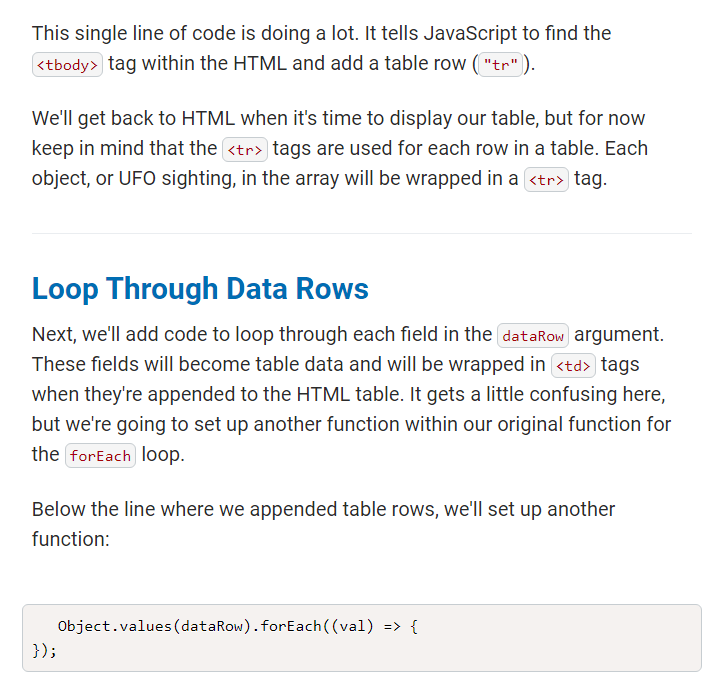 This single line of code is doing a lot. It tells JavaScript to find the
<tbody> tag within the HTML and add a table row ("tr").
We'll get back to HTML when it's time to display our table, but for now
keep in mind that the <tr> tags are used for each row in a table. Each
object, or UFO sighting, in the array will be wrapped in a <tr> tag.
Loop Through Data Rows
Next, we'll add code to loop through each field in the dataRow argument.
These fields will become table data and will be wrapped in <td> tags
when they're appended to the HTML table. It gets a little confusing here,
but we're going to set up another function within our original function for
the forEach loop.
Below the line where we appended table rows, we'll set up another
function:
Object.values(dataRow).forEach((val) => {
});